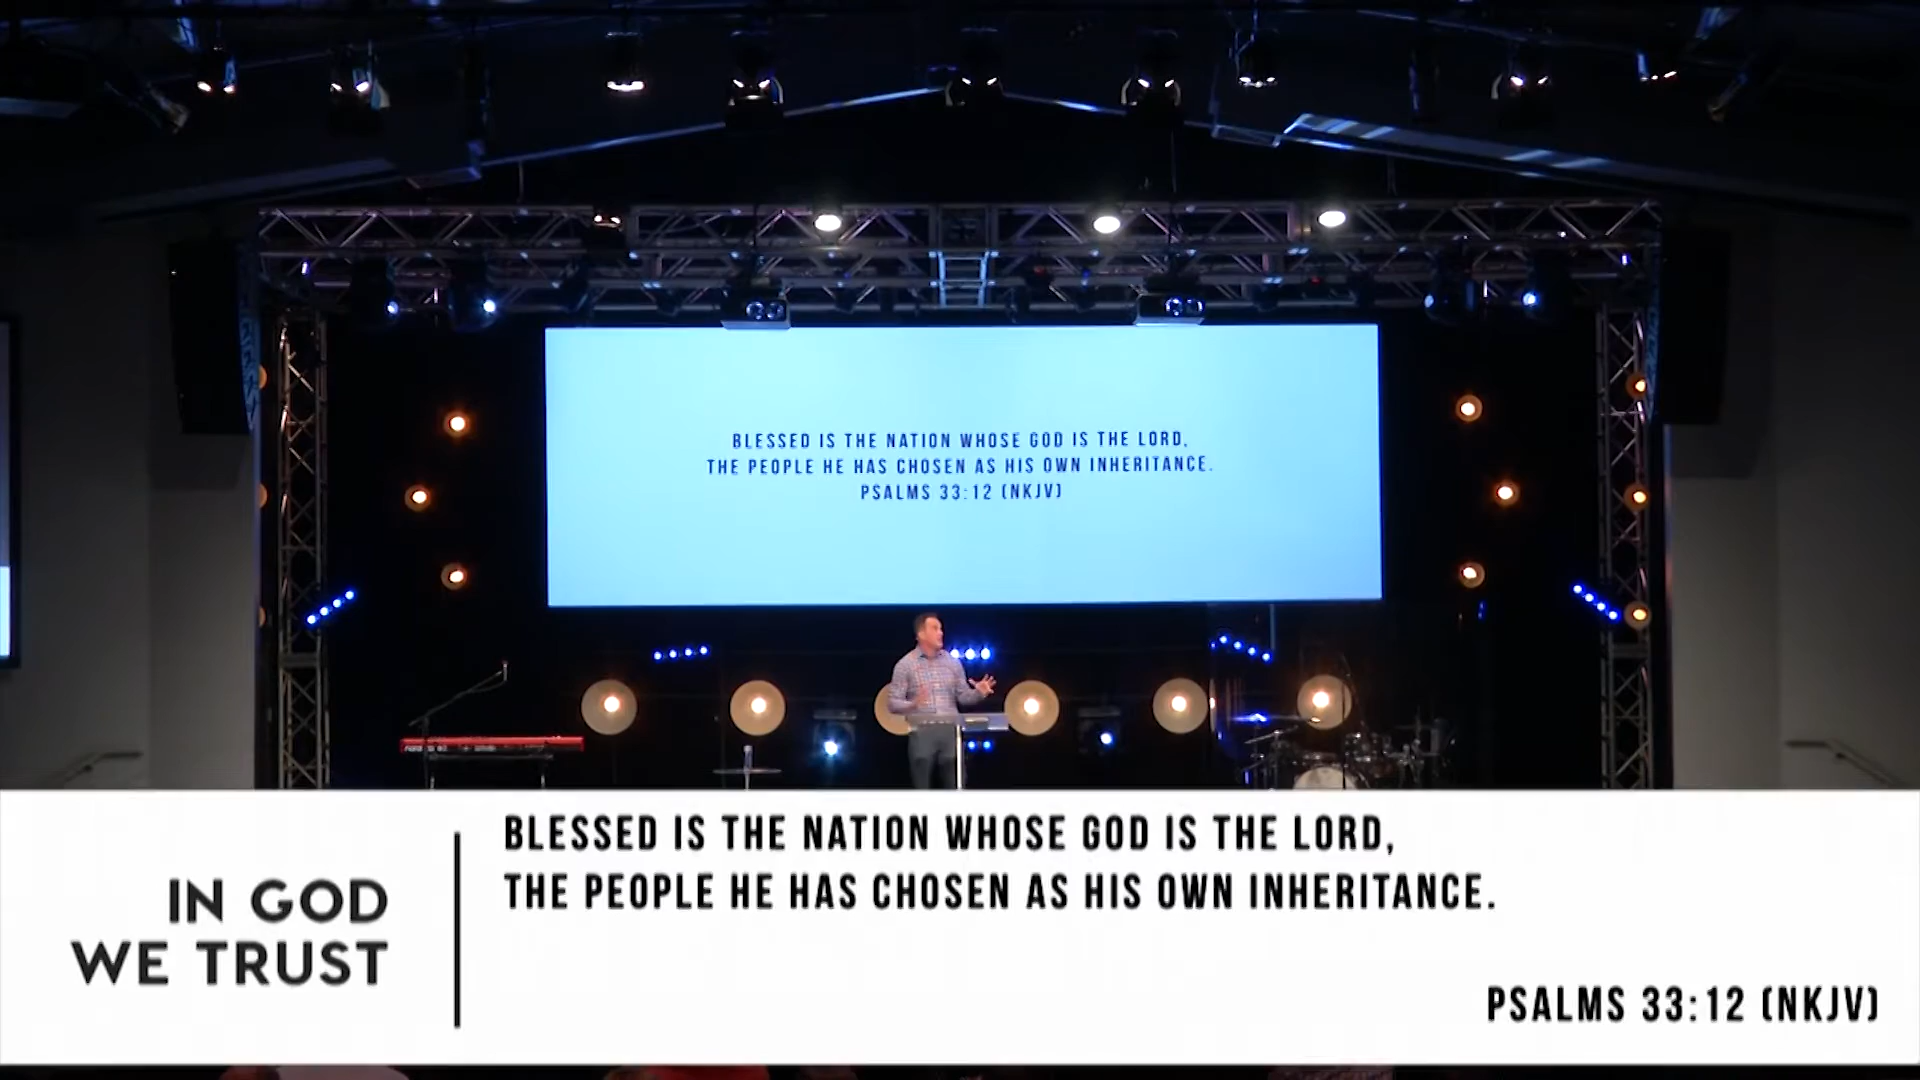 BLESSED IS THE NATION WHOSE GOD IS THE LORD,
THE PEOPLE HE HAS CHOSEN AS HIS OWN INHERITANCE.
PSALMS 33:12 (NKJV)
IN GOD
WE TRUST
BLESSED IS THE NATION WHOSE GOD IS THE LORD,
THE PEOPLE HE HAS CHOSEN AS HIS OWN INHERITANCE.
PSALMS 33:12 (NKJV)